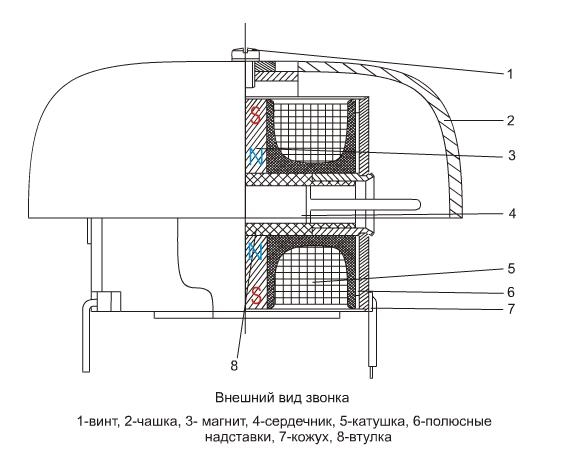 1
2
S
N
3
4
N
S
5
6
7
8
Внешний вид звонка
1-винт, 2-чашка, 3- магнит, 4-сердечник, 5-катушка, 6-полюсные
надставки, 7-кожух, 8-втулка